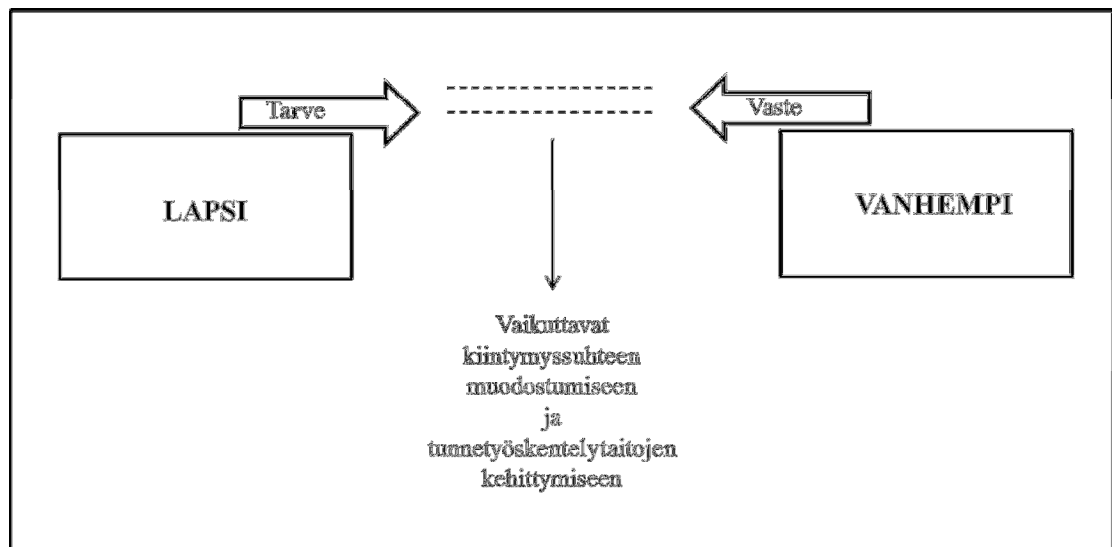 Tarve
Vaste
LAPSI
VANHEMPI
Vaikuttavat
kiintymyssuhteen
muodostumiseen
ja
tunnetyöskentelytaitojen
kehittymiseen